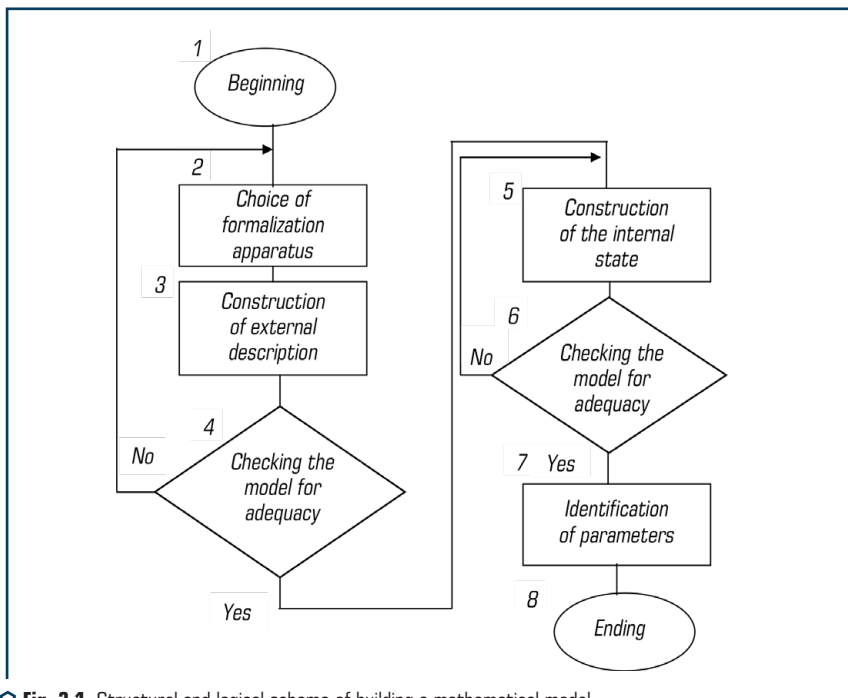 1
Beginning
2
Choice of
formalization
apparatus
3
Construction
of external
description
4
No
Checking the
model for
adequacy
Yes
5
Construction
of the internal
state
6
No
Checking the
model for
adequacy
7 Yes
Identification
of parameters
8
Ending
Structural and logical scheme of building a mathematical model